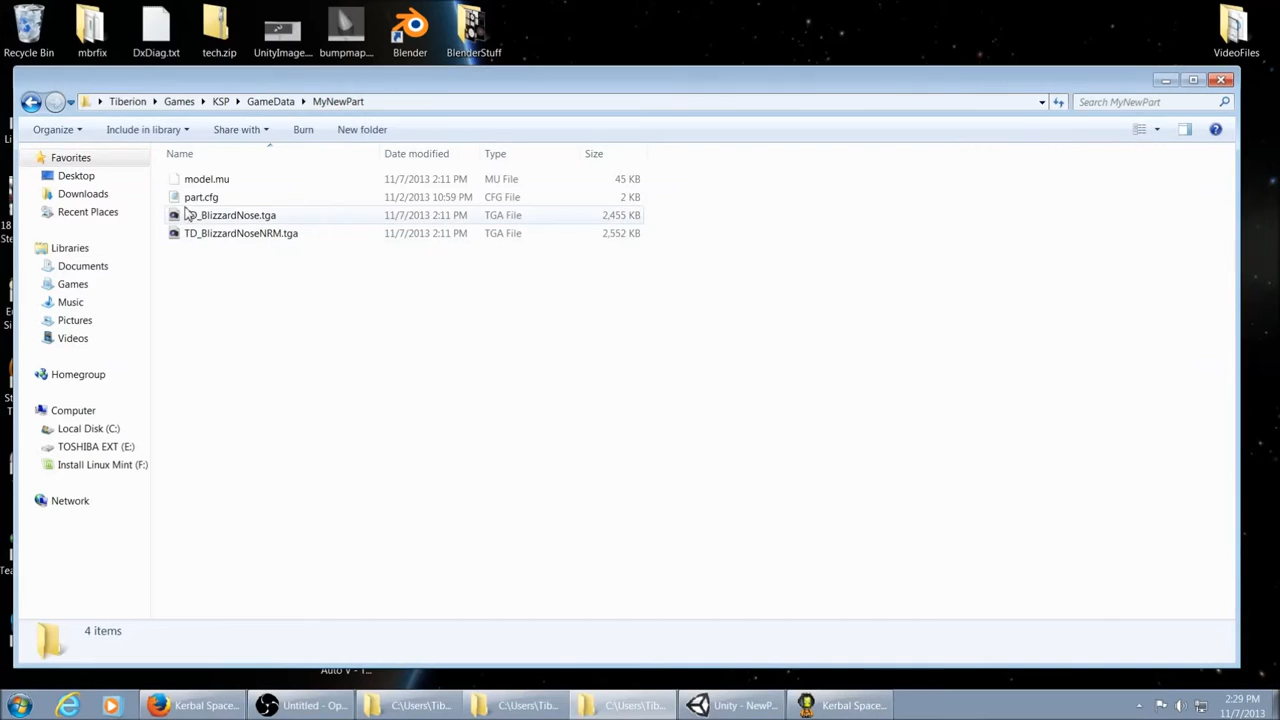 Recycle Bin
mbrfix
DxDiag.txt
tech.zip
UnityImage...
bumpmap....
Blender
BlenderStuff
VideoFiles
Tiberion ▸ Games ▸ KSP ▸ GameData ▸ MyNewPart
Search MyNewPart
Organize
Include in library
Share with
Burn
New folder
Favorites
Desktop
Downloads
Recent Places
Libraries
Documents
Games
Music
Pictures
Videos
Homegroup
Computer
Local Disk (C:)
TOSHIBA EXT (E:)
Install Linux Mint (F:)
Network
Name Date modified Type Size
model.mu 11/7/2013 2:11 PM MU File 45 KB
part.cfg 11/2/2013 10:59 PM CFG File 2 KB
_BlizzardNose.tga 11/7/2013 2:11 PM TGA File 2,455 KB
TD_BlizzardNoseNRM.tga 11/7/2013 2:11 PM TGA File 2,552 KB
4 items
Auto V - T...
Kerbal Space...
Untitled - Op...
C:\Users\Tib...
C:\Users\Tib...
C:\Users\Tib...
Unity - NewP...
Kerbal Space...
2:29 PM
11/7/2013